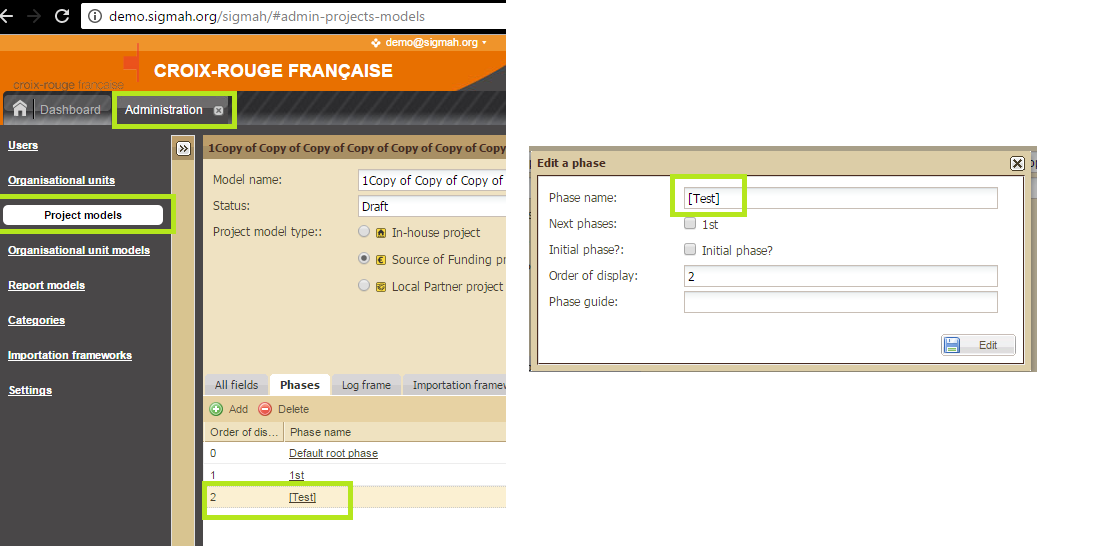 demo.sigmah.org/sigmah/#admin-projects-models
demo@sigmah.org
CROIX-ROUGE FRANÇAISE
croix-rouge française
Dashboard
Administration
Users
Organisational units
Project models
Organisational unit models
Report models
Categories
Importation frameworks
Settings
1Copy of Copy of Copy of Copy of Copy of Copy of Copy
Model name: 1Copy of Copy of Copy of
Status: Draft
Project model type:: In-house project
Source of Funding pr
Local Partner project
All fields Phases Log frame Importation framew
Add Delete
Order of dis... Phase name
0 Default root phase
1 1st
2 [Test]
Edit a phase
Phase name: [Test]
Next phases: 1st
Initial phase?: Initial phase?
Order of display: 2
Phase guide:
Edit